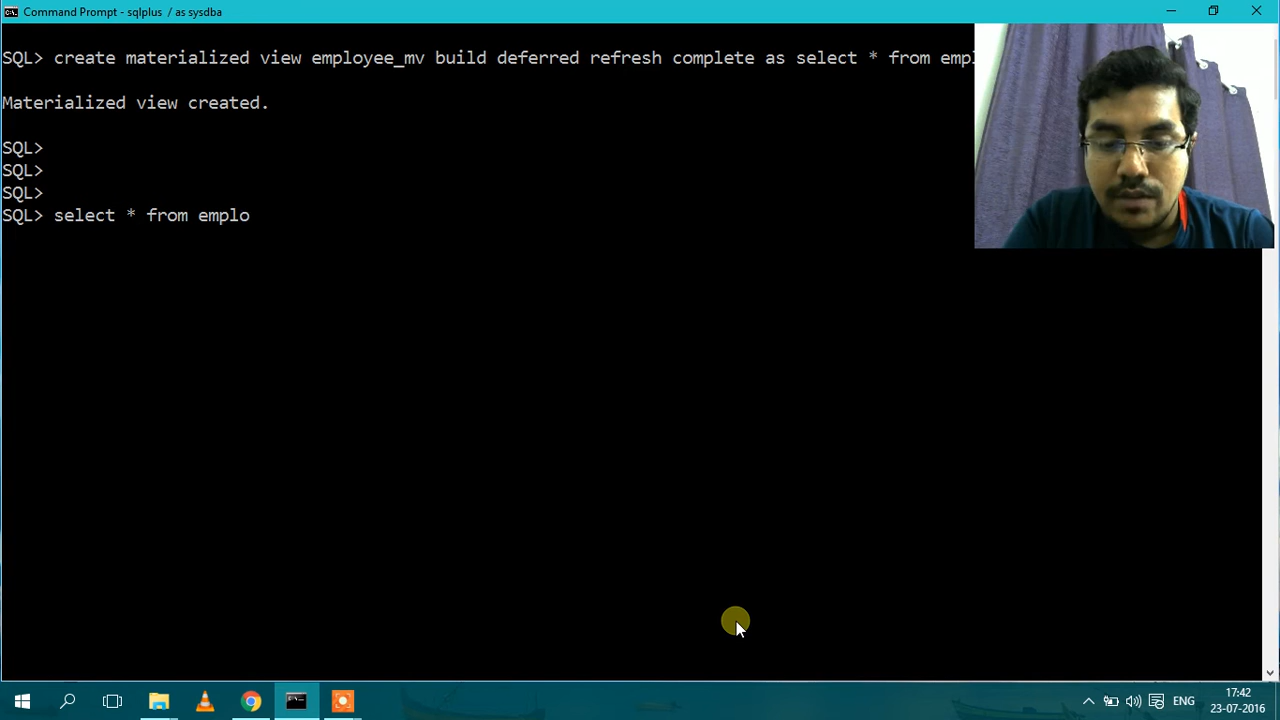 Command Prompt - sqlplus / as sysdba
SQL> create materialized view employee_mv build deferred refresh complete as select * from empl
Materialized view created.
SQL>
SQL>
SQL>
SQL> select * from emplo
ENG
17:42
23-07-2016